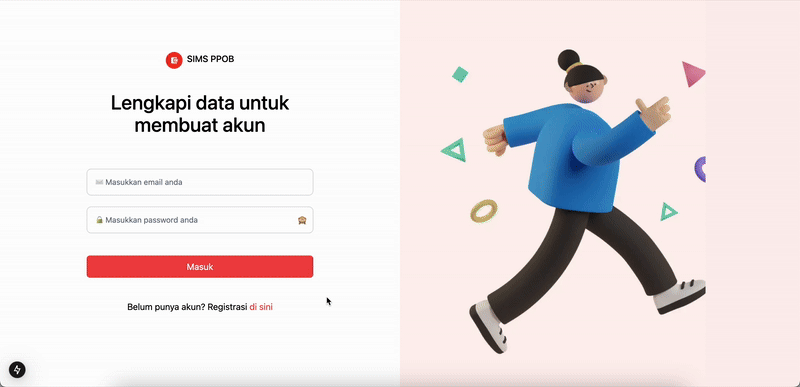 SIMS PPOB
Lengkapi data untuk
membuat akun
Masukkan email anda
Masukkan password anda
Masuk
Belum punya akun? Registrasi di sini